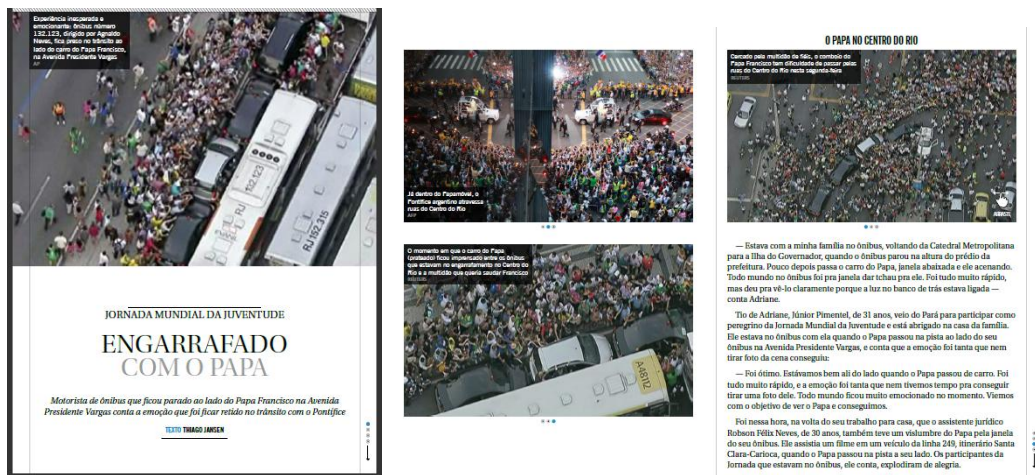 Experiência inesperada e
emocionante: ônibus número
132.123, dirigido por Agnaldo
Neves, fica preso no trânsito ao
lado do carro do Papa Francisco,
na Avenida Presidente Vargas
AP
132.123
RJ
RJ 152.315
JORNADA MUNDIAL DA JUVENTUDE
ENGARRAFADO
COM O PAPA
Motorista de ônibus que ficou parado ao lado do Papa Francisco na Avenida
Presidente Vargas conta a emoção que foi ficar retido no trânsito com o Pontífice
TEXTO THIAGO JANSEN
Já dentro do Papamóvel, o
Pontífice argentino atravessa
ruas do Centro do Rio
AFP
O momento em que o carro do Papa
(prateado) ficou imprensado entre os ônibus
que estavam no engarrafamento no Centro do
Rio e a multidão que queria saudar Francisco
REUTERS
A48112
O PAPA NO CENTRO DO RIO
Cercado pela multidão de fiéis, o comboio do
Papa Francisco tem dificuldade de passar pelas
ruas do Centro do Rio nesta segunda-feira
REUTERS
ARRASTE
— Estava com a minha família no ônibus, voltando da Catedral Metropolitana
para a Ilha do Governador, quando o ônibus parou na altura do prédio da
prefeitura. Pouco depois passa o carro do Papa, janela abaixada e ele acenando.
Todo mundo no ônibus foi pra janela dar tchau pra ele. Foi tudo muito rápido,
mas deu pra vê-lo claramente porque a luz no banco de trás estava ligada —
conta Adriane.
Tio de Adriane, Júnior Pimentel, de 31 anos, veio do Pará para participar como
peregrino da Jornada Mundial da Juventude e está abrigado na casa da família.
Ele estava no ônibus com ela quando o Papa passou na pista ao lado do seu
ônibus na Avenida Presidente Vargas, e conta que a emoção foi tanta que nem
tirar foto da cena conseguiu:
— Foi ótimo. Estávamos bem ali do lado quando o Papa passou de carro. Foi
tudo muito rápido, e a emoção foi tanta que nem tivemos tempo pra conseguir
tirar uma foto dele. Todo mundo ficou muito emocionado no momento. Viemos
com o objetivo de ver o Papa e conseguimos.
Foi nessa hora, na volta do seu trabalho para casa, que o assistente jurídico
Robson Félix Neves, de 30 anos, também teve um vislumbre do Papa pela janela
do seu ônibus. Ele assistia um filme em um veículo da linha 249, itinerário Santa
Clara-Carioca, quando o Papa passou na pista a seu lado. Os participantes da
Jornada que estavam no ônibus, ele conta, explodiram de alegria.